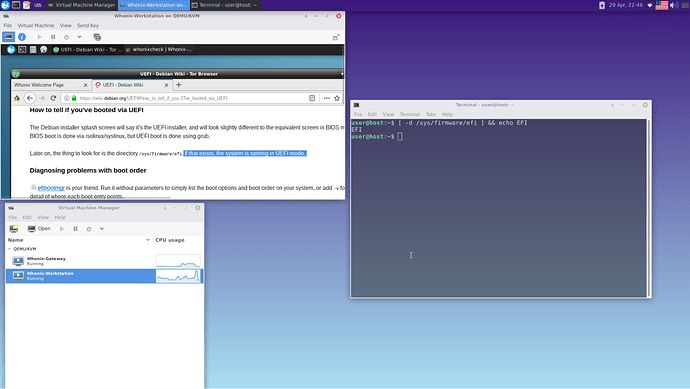 Virtual Machine Manager
Whonix-Workstation on...
Terminal - user@host: ~
29 Apr, 22:46
Whonix-Workstation on QEMU/KVM
File Virtual Machine View Send Key
UEFI - Debian Wiki - Tor ...
whonixcheck | Whonix-...
UEFI - Debian Wiki - Tor Browser
Whonix Welcome Page
UEFI - Debian Wiki
https://wiki.debian.org/UEFI#How_to_tell_if_you.27ve_booted_via_UEFI
How to tell if you've booted via UEFI
The Debian installer splash screen will say it's the UEFI installer, and will look slightly different to the equivalent screen in BIOS m
BIOS boot is done via isolinux/syslinux, but UEFI boot is done using grub.
Later on, the thing to look for is the directory /sys/firmware/efi. If that exists, the system is running in UEFI mode.
Diagnosing problems with boot order
efibootmgr is your friend. Run it without parameters to simply list the boot options and boot order on your system, or add -v fo
detail of where each boot entry points.
Terminal - user@host: ~
File Edit View Terminal Tabs Help
user@host:~$ [ -d /sys/firmware/efi ] && echo EFI
EFI
user@host:~$
Virtual Machine Manager
File Edit View Help
Open
Name CPU usage
QEMU/KVM
Whonix-Gateway
Running
Whonix-Workstation
Running